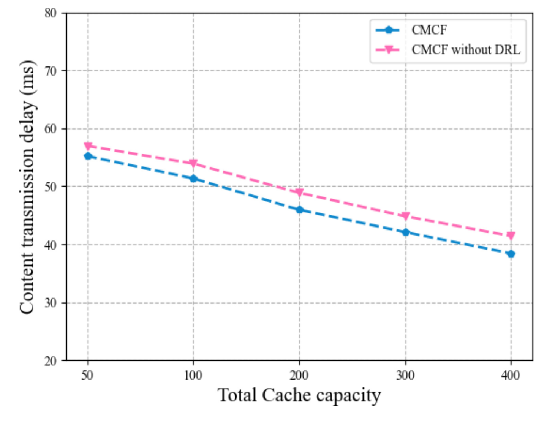 80
70
60
50
40
30
20
Content transmission delay (ms)
CMCF
CMCF without DRL
50 100 200 300 400
Total Cache capacity